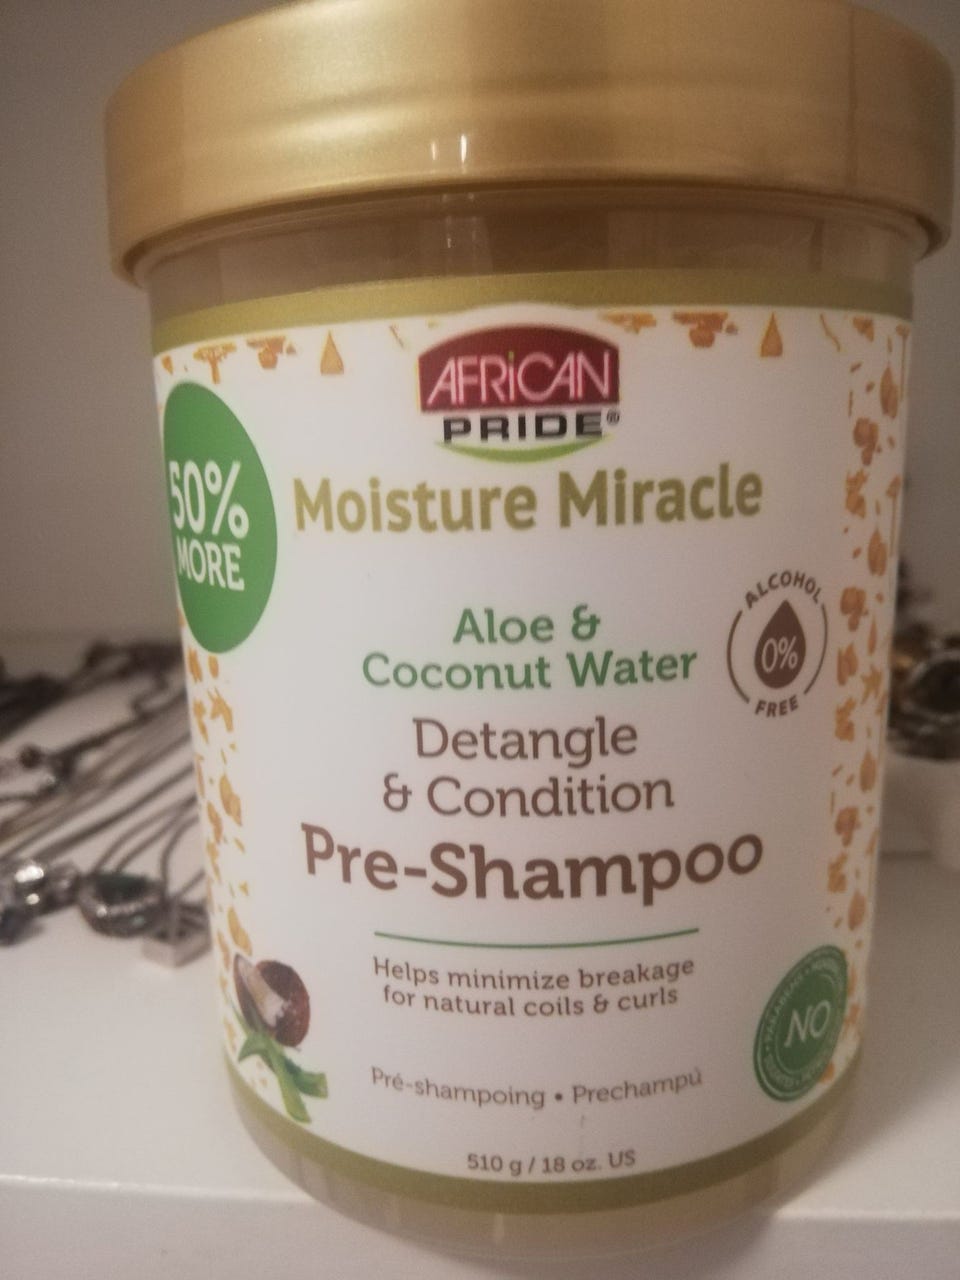 AFRiCAN
PRIDE®
50%
MORE
Moisture Miracle
Aloe &
Coconut Water
ALCOHOL
0%
FREE
Detangle
& Condition
Pre-Shampoo
Helps minimize breakage
for natural coils & curls
NO
Pré-shampoing • Prechampú
510 g / 18 oz. US